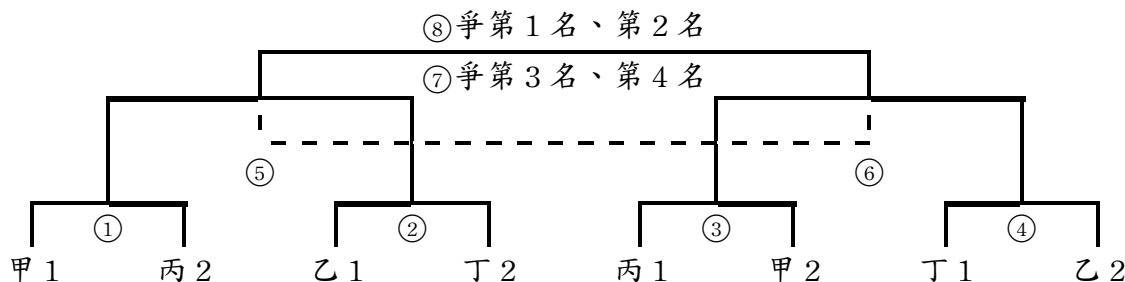 ⑧爭第1名、第2名
⑦爭第3名、第4名
⑤ ⑥
① ② ③ ④
甲1 丙2 乙1 丁2 丙1 甲2 丁1 乙2